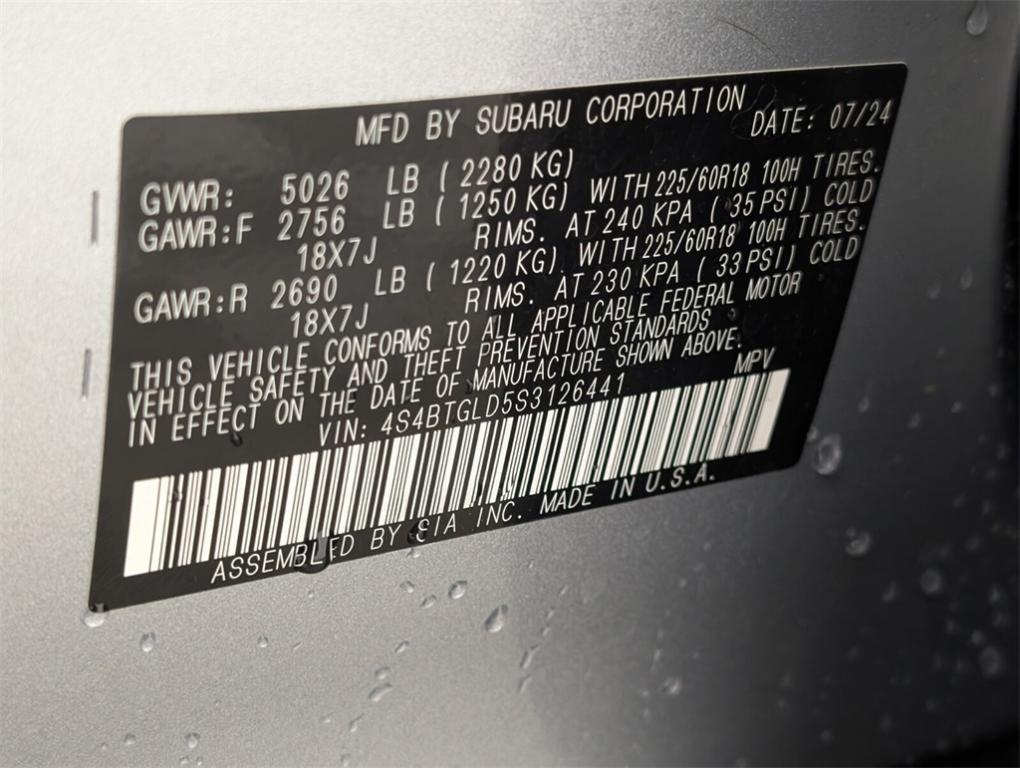 MFD BY SUBARU CORPORATION DATE: 07/24
GVWR: 5026 LB ( 2280 KG)
GAWR:F 2756 LB ( 1250 KG) WITH 225/60R18 100H TIRES.
18X7J RIMS. AT 240 KPA ( 35 PSI) COLD
GAWR:R 2690 LB ( 1220 KG). WITH 225/60R18 100H TIRES.
18X7J RIMS. AT 230 KPA ( 33 PSI) COLD
THIS VEHICLE CONFORMS TO ALL APPLICABLE FEDERAL MOTOR
VEHICLE SAFETY AND THEFT PREVENTION STANDARDS
IN EFFECT ON THE DATE OF MANUFACTURE SHOWN ABOVE.
VIN: 4S4BTGLD5S3126441 MPV
ASSEMBLED BY SIA INC. MADE IN U.S.A.